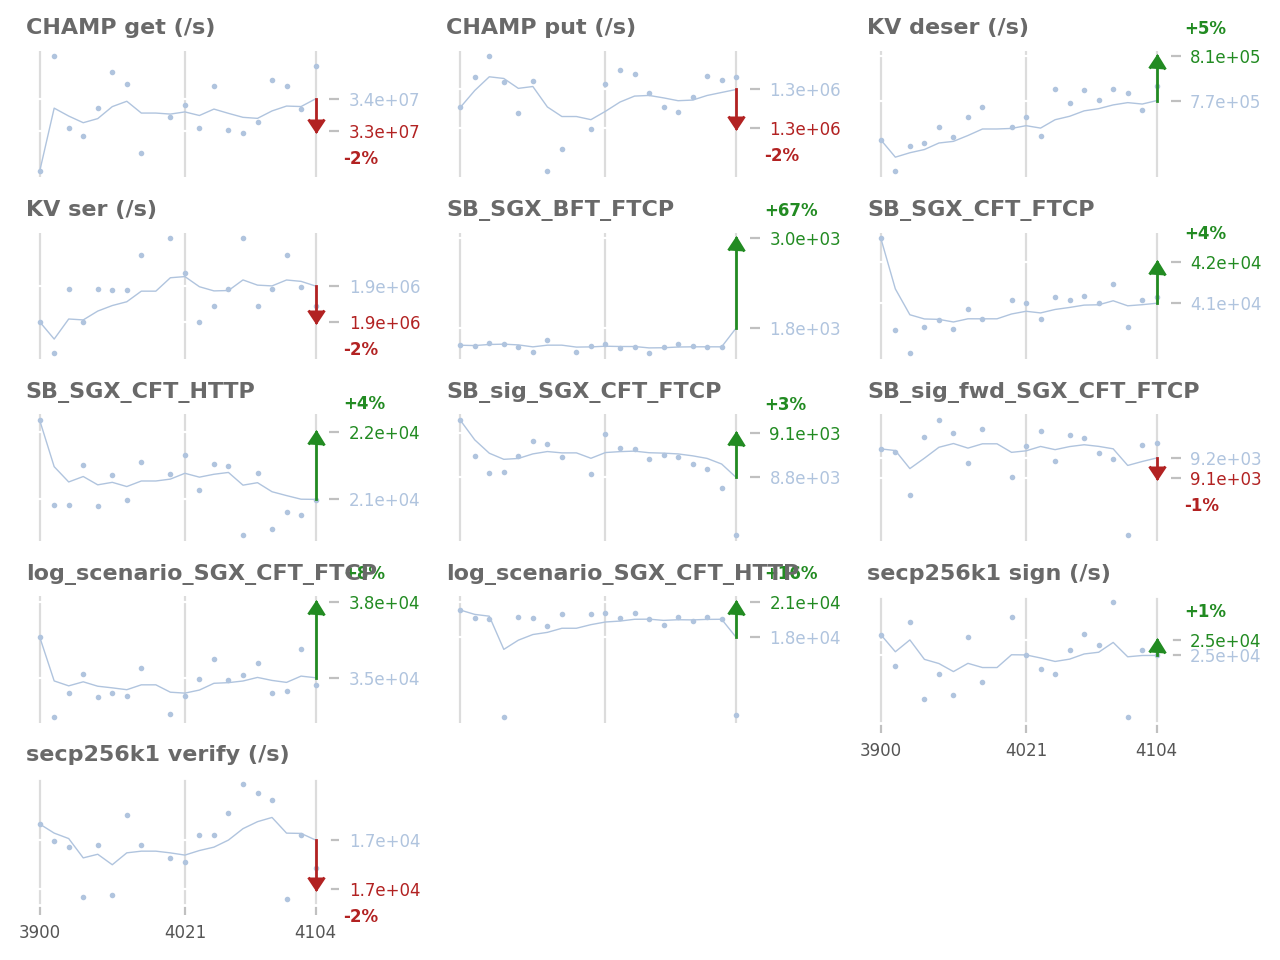 CHAMP get (/s)
3.4e+07
3.3e+07
-2%
CHAMP put (/s)
1.3e+06
1.3e+06
-2%
KV deser (/s)
+5%
8.1e+05
7.7e+05
KV ser (/s)
1.9e+06
1.9e+06
-2%
SB_SGX_BFT_FTCP
+67%
3.0e+03
1.8e+03
SB_SGX_CFT_FTCP
+4%
4.2e+04
4.1e+04
SB_SGX_CFT_HTTP
+4%
2.2e+04
2.1e+04
SB_sig_SGX_CFT_FTCP
+3%
9.1e+03
8.8e+03
SB_sig_fwd_SGX_CFT_FTCP
9.2e+03
9.1e+03
-1%
log_scenario_SGX_CFT_FTCP
+8%
3.8e+04
3.5e+04
log_scenario_SGX_CFT_HTTP
+16%
2.1e+04
1.8e+04
secp256k1 sign (/s)
+1%
2.5e+04
2.5e+04
3900
4021
4104
secp256k1 verify (/s)
1.7e+04
1.7e+04
-2%
3900
4021
4104